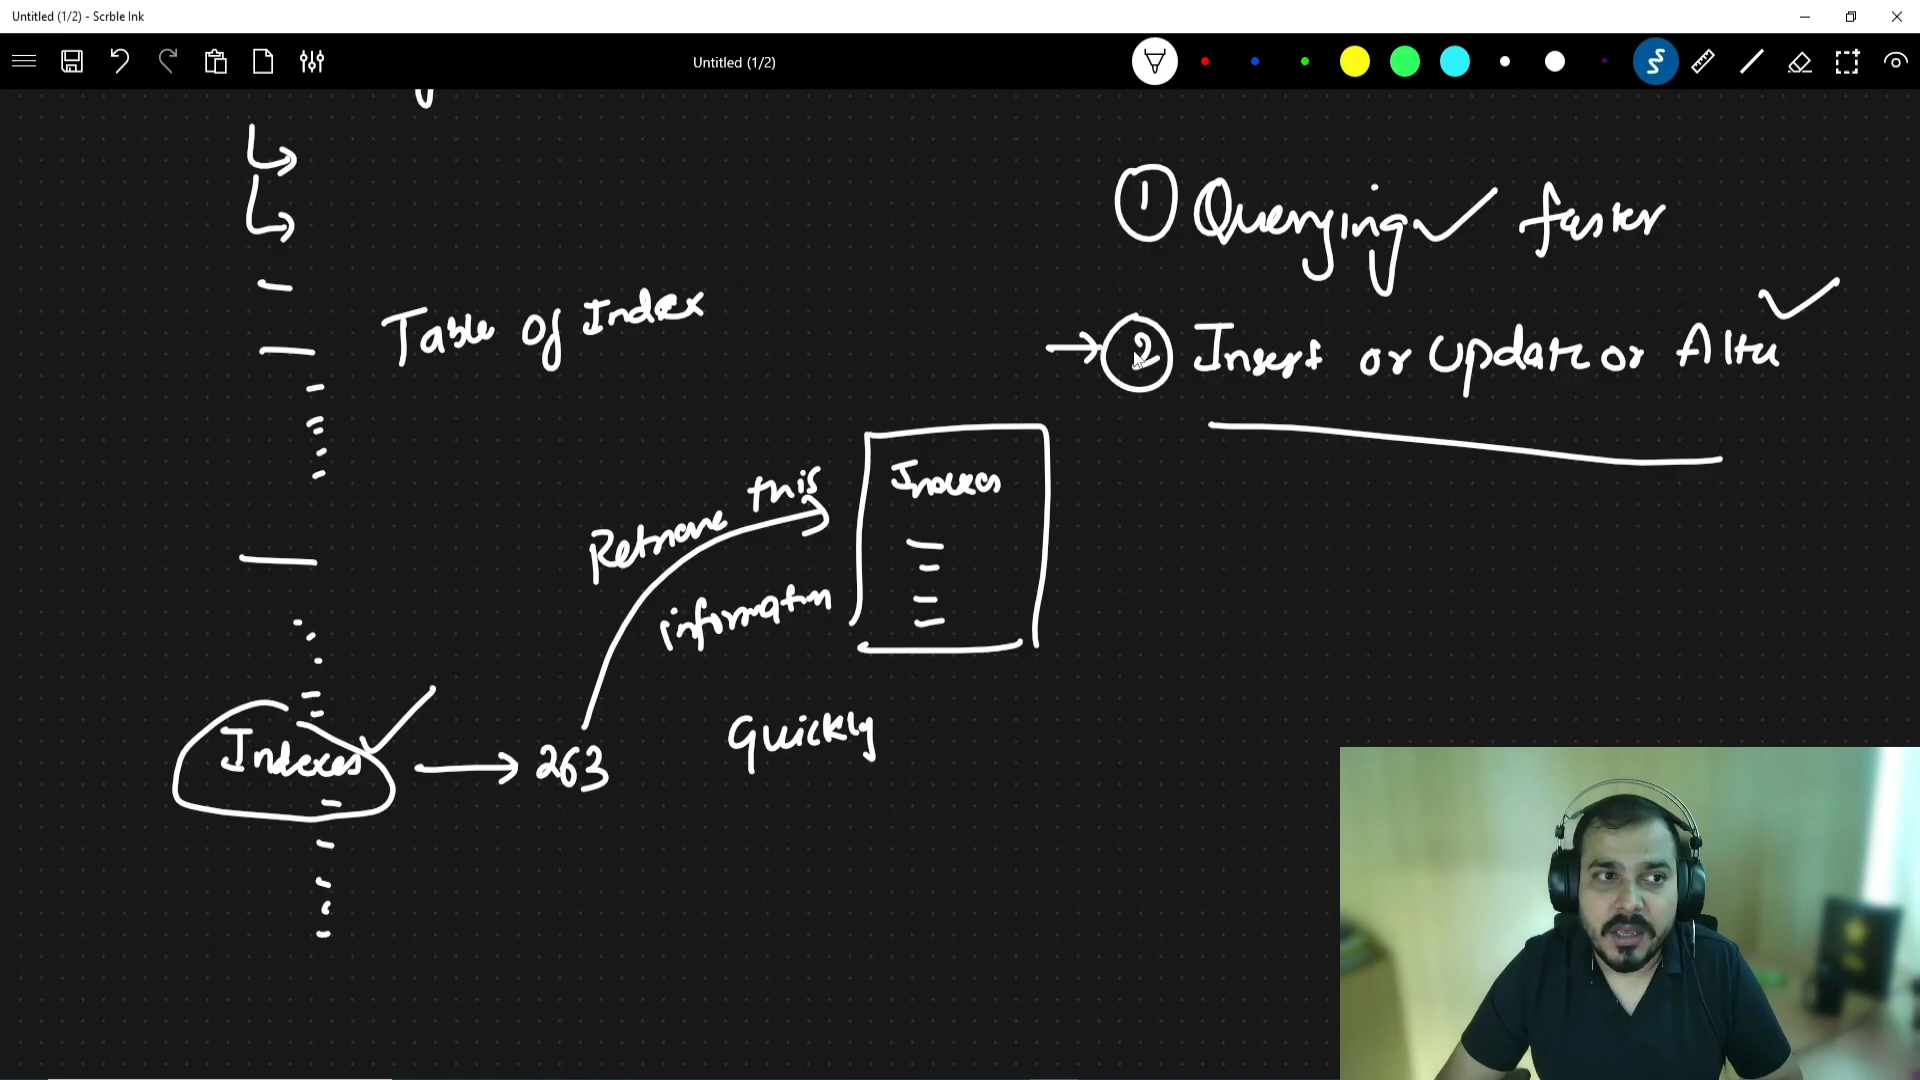 Untitled (1/2) - Scrble Ink
Untitled (1/2)
1 Querying faster
2 Insert or Update or Alter
Table of Index
Retrieve this
information
Quickly
Indexes
Indexes
263